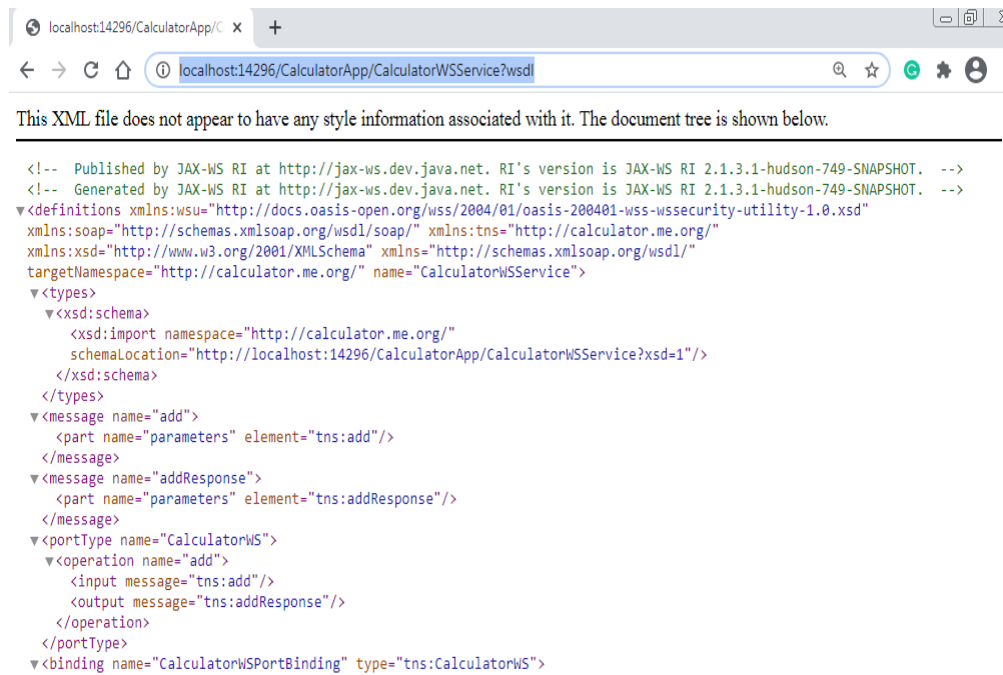 localhost:14296/CalculatorApp/C
localhost:14296/CalculatorApp/CalculatorWSService?wsdl
This XML file does not appear to have any style information associated with it. The document tree is shown below.
<!-- Published by JAX-WS RI at http://jax-ws.dev.java.net. RI's version is JAX-WS RI 2.1.3.1-hudson-749-SNAPSHOT. -->
<!-- Generated by JAX-WS RI at http://jax-ws.dev.java.net. RI's version is JAX-WS RI 2.1.3.1-hudson-749-SNAPSHOT. -->
▼<definitions xmlns:wsu="http://docs.oasis-open.org/wss/2004/01/oasis-200401-wss-wssecurity-utility-1.0.xsd"
xmlns:soap="http://schemas.xmlsoap.org/wsdl/soap/" xmlns:tns="http://calculator.me.org/"
xmlns:xsd="http://www.w3.org/2001/XMLSchema" xmlns="http://schemas.xmlsoap.org/wsdl/"
targetNamespace="http://calculator.me.org/" name="CalculatorWSService">
▼<types>
▼<xsd:schema>
<xsd:import namespace="http://calculator.me.org/"
schemaLocation="http://localhost:14296/CalculatorApp/CalculatorWSService?xsd=1"/>
</xsd:schema>
</types>
▼<message name="add">
<part name="parameters" element="tns:add"/>
</message>
▼<message name="addResponse">
<part name="parameters" element="tns:addResponse"/>
</message>
▼<portType name="CalculatorWS">
▼<operation name="add">
<input message="tns:add"/>
<output message="tns:addResponse"/>
</operation>
</portType>
▼<binding name="CalculatorWSPortBinding" type="tns:CalculatorWS">